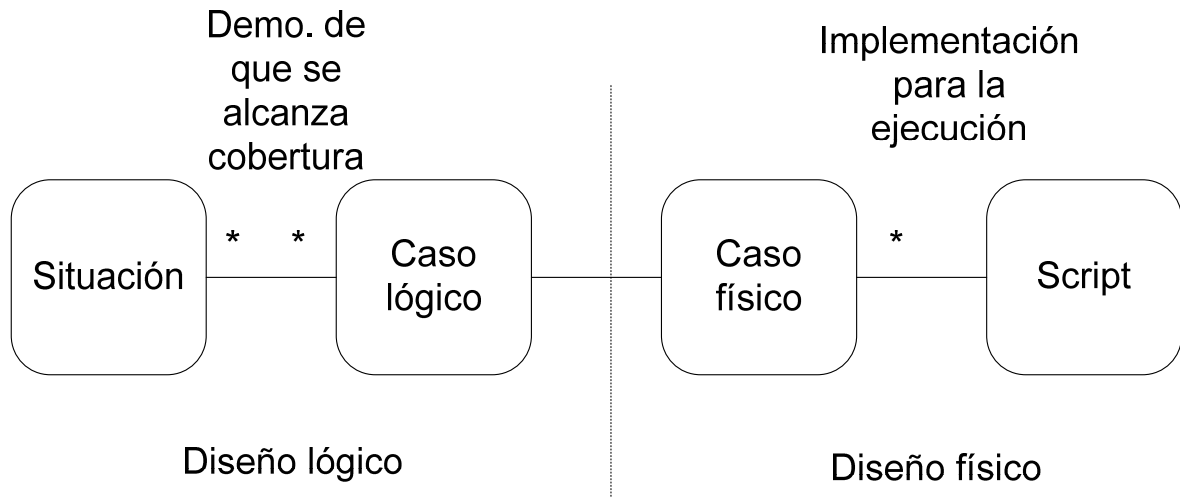 Demo. de
que se
alcanza
cobertura
Implementación
para la
ejecución
Situación
* *
Caso
lógico
Caso
físico
*
Script
Diseño lógico
Diseño físico